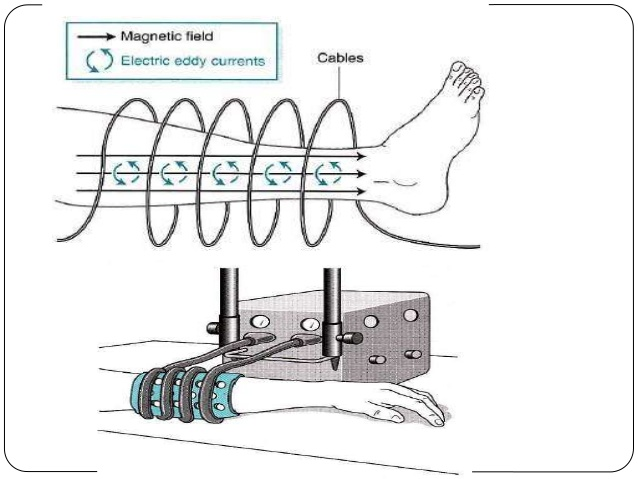 Magnetic field
Electric eddy currents
Cables